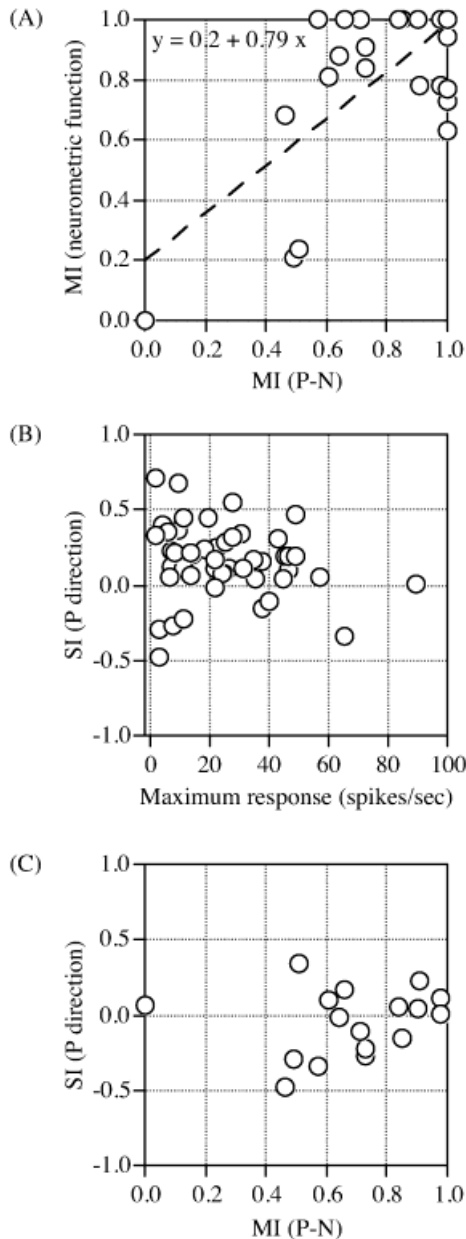 (A)
y = 0.2 + 0.79 x
MI (neurometric function)
1.0
0.8
0.6
0.4
0.2
0.0
0.0 0.2 0.4 0.6 0.8 1.0
MI (P-N)
(B)
SI (P direction)
1.0
0.5
0.0
-0.5
-1.0
0 20 40 60 80 100
Maximum response (spikes/sec)
(C)
SI (P direction)
1.0
0.5
0.0
-0.5
-1.0
0.0 0.2 0.4 0.6 0.8 1.0
MI (P-N)